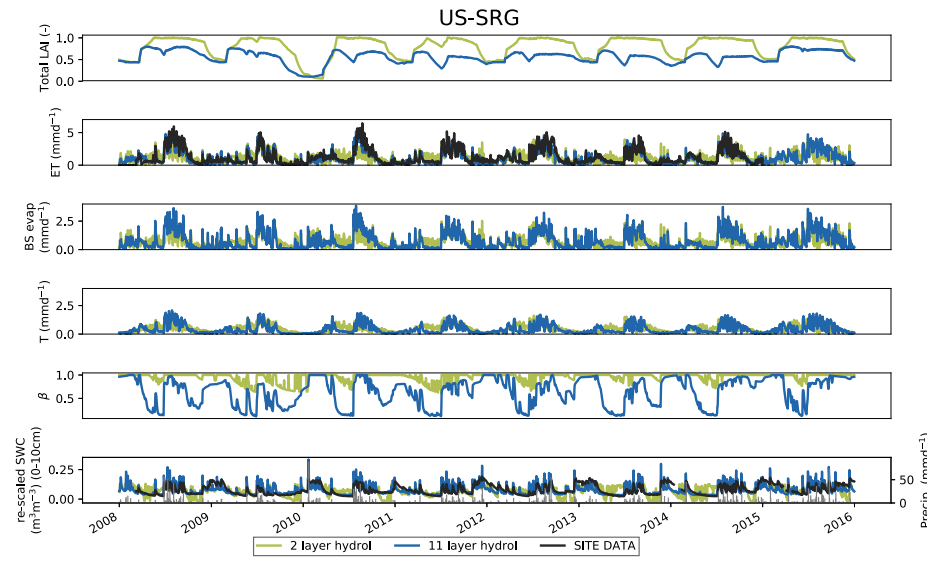 US-SRG
Total LAI (-)
1.0
0.5
0.0
ET (mmd⁻¹)
5
0
BS evap
(mmd⁻¹)
2.5
0.0
T (mmd⁻¹)
2.5
0.0
β
1.0
0.5
re-scaled SWC
(m³m⁻³) (0-10cm)
0.25
0.00
Precip. (mmd⁻¹)
50
0
2008 2009 2010 2011 2012 2013 2014 2015 2016
2 layer hydrol 11 layer hydrol SITE DATA